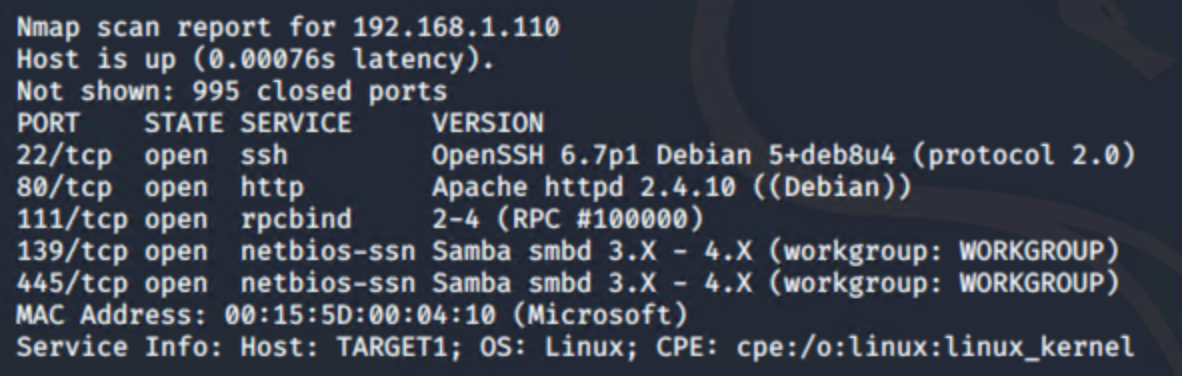 Nmap scan report for 192.168.1.110
Host is up (0.00076s latency).
Not shown: 995 closed ports
PORT    STATE SERVICE     VERSION
22/tcp  open  ssh         OpenSSH 6.7p1 Debian 5+deb8u4 (protocol 2.0)
80/tcp  open  http        Apache httpd 2.4.10 ((Debian))
111/tcp open  rpcbind     2-4 (RPC #100000)
139/tcp open  netbios-ssn Samba smbd 3.X - 4.X (workgroup: WORKGROUP)
445/tcp open  netbios-ssn Samba smbd 3.X - 4.X (workgroup: WORKGROUP)
MAC Address: 00:15:5D:00:04:10 (Microsoft)
Service Info: Host: TARGET1; OS: Linux; CPE: cpe:/o:linux:linux_kernel